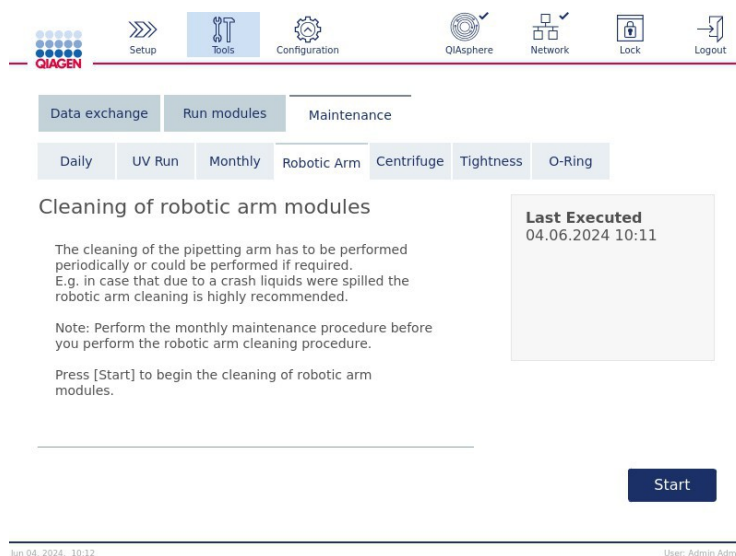 QIAGEN
Setup
Tools
Configuration
QIAsphere
Network
Lock
Logout
Data exchange
Run modules
Maintenance
Daily
UV Run
Monthly
Robotic Arm
Centrifuge
Tightness
O-Ring
Cleaning of robotic arm modules
The cleaning of the pipetting arm has to be performed
periodically or could be performed if required.
E.g. in case that due to a crash liquids were spilled the
robotic arm cleaning is highly recommended.
Note: Perform the monthly maintenance procedure before
you perform the robotic arm cleaning procedure.
Press [Start] to begin the cleaning of robotic arm
modules.
Last Executed
04.06.2024 10:11
Start
Jun 04, 2024, 10:12
User: Admin Adm